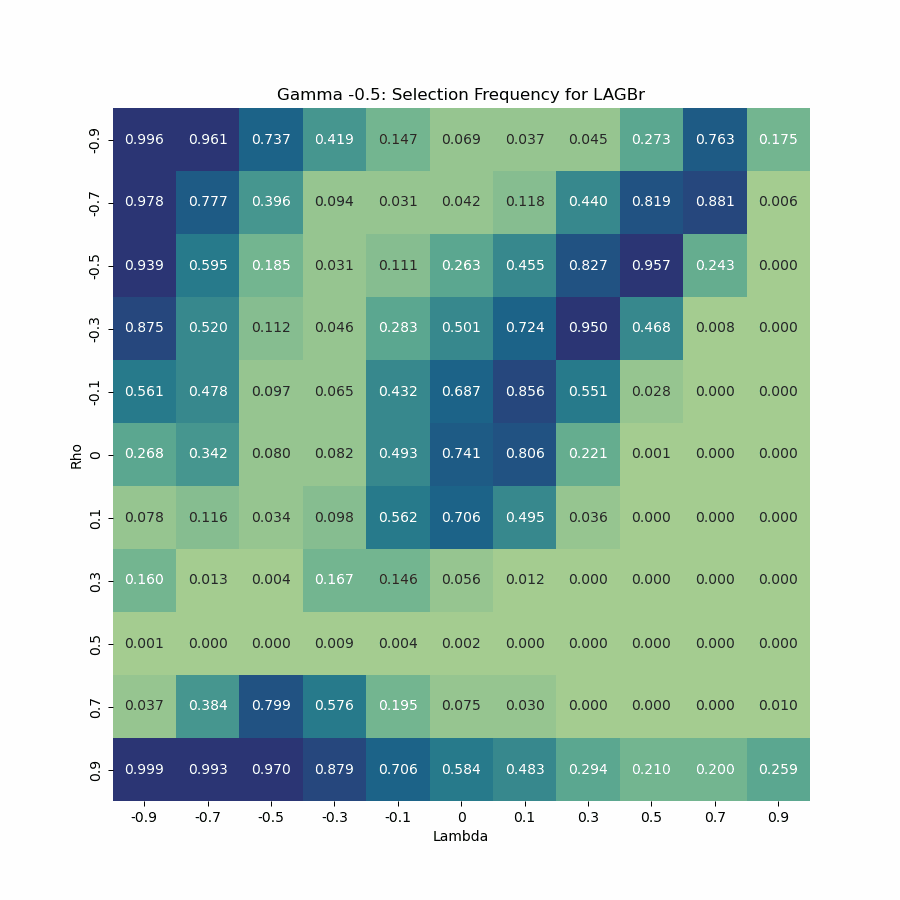 Gamma -0.5: Selection Frequency for LAGBr
-0.9 0.996 0.961 0.737 0.419 0.147 0.069 0.037 0.045 0.273 0.763 0.175
-0.7 0.978 0.777 0.396 0.094 0.031 0.042 0.118 0.440 0.819 0.881 0.006
-0.5 0.939 0.595 0.185 0.031 0.111 0.263 0.455 0.827 0.957 0.243 0.000
-0.3 0.875 0.520 0.112 0.046 0.283 0.501 0.724 0.950 0.468 0.008 0.000
-0.1 0.561 0.478 0.097 0.065 0.432 0.687 0.856 0.551 0.028 0.000 0.000
Rho
0 0.268 0.342 0.080 0.082 0.493 0.741 0.806 0.221 0.001 0.000 0.000
0.1 0.078 0.116 0.034 0.098 0.562 0.706 0.495 0.036 0.000 0.000 0.000
0.3 0.160 0.013 0.004 0.167 0.146 0.056 0.012 0.000 0.000 0.000 0.000
0.5 0.001 0.000 0.000 0.009 0.004 0.002 0.000 0.000 0.000 0.000 0.000
0.7 0.037 0.384 0.799 0.576 0.195 0.075 0.030 0.000 0.000 0.000 0.010
0.9 0.999 0.993 0.970 0.879 0.706 0.584 0.483 0.294 0.210 0.200 0.259
-0.9 -0.7 -0.5 -0.3 -0.1 0 0.1 0.3 0.5 0.7 0.9
Lambda